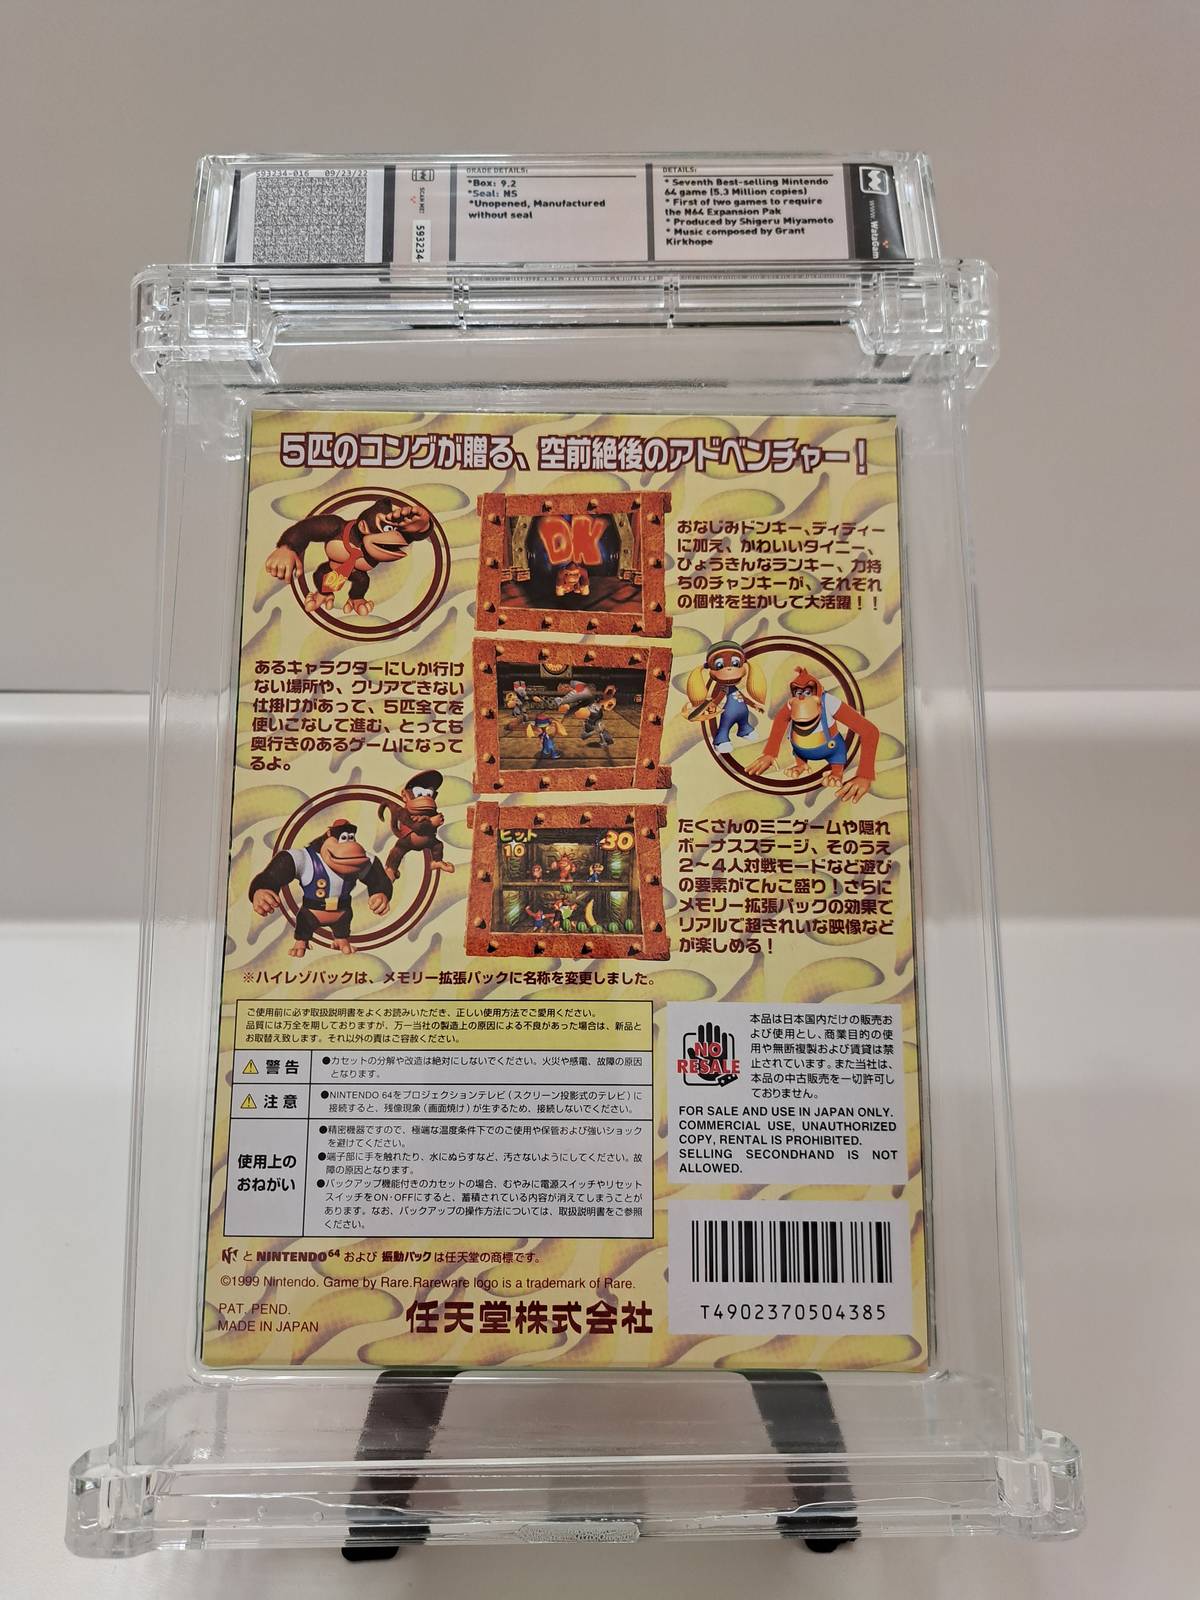 593234-016 09/23/22
SCAN ME!
593234-
GRADE DETAILS:
*Box: 9.2
*Seal: NS
*Unopened, Manufactured
without seal
DETAILS:
* Seventh Best-selling Nintendo
64 game (5.3 Million copies)
* First of two games to require
the N64 Expansion Pak
* Produced by Shigeru Miyamoto
* Music composed by Grant
Kirkhope
W
www.WataGam
5匹のコングが贈る、空前絶後のアドベンチャー!
DK
おなじみドンキー、ディディー
に加え、かわいいタイニー、
ひょうきんなランキー、力持
ちのチャンキーが、それぞれ
の個性を生かして大活躍!!
あるキャラクターにしか行け
ない場所や、クリアできない
仕掛けがあって、5匹全てを
使いこなして進む、とっても
奥行きのあるゲームになって
るよ。
ヒット
10
30
たくさんのミニゲームや隠れ
ボーナスステージ、そのうえ
2〜4人対戦モードなど遊び
の要素がてんこ盛り!さらに
メモリー拡張パックの効果で
リアルで超きれいな映像など
が楽しめる!
※ハイレゾパックは、メモリー拡張パックに名称を変更しました。
ご使用前に必ず取扱説明書をよくお読みいただき、正しい使用方法でご愛用ください。
品質には万全を期しておりますが、万一当社の製造上の原因による不良があった場合は、新品と
お取替え致します。それ以外の責はご容赦ください。
警告
●カセットの分解や改造は絶対にしないでください。火災や感電、故障の原因
となります。
注意
●NINTENDO 64をプロジェクションテレビ(スクリーン投影式のテレビ)に
接続すると、残像現象(画面焼け)が生ずるため、接続しないでください。
使用上の
おねがい
●精密機器ですので、極端な温度条件下でのご使用や保管および強いショック
を避けてください。
●端子部に手を触れたり、水にぬらすなど、汚さないようにしてください。故
障の原因となります。
●バックアップ機能付きのカセットの場合、むやみに電源スイッチやリセット
スイッチをON・OFFにすると、蓄積されている内容が消えてしまうことが
あります。なお、バックアップの操作方法については、取扱説明書をご参照
ください。
NO
RESALE
本品は日本国内だけの販売お
よび使用とし、商業目的の使
用や無断複製および賃貸は禁
止されています。また当社は、
本品の中古販売を一切許可し
ておりません。
FOR SALE AND USE IN JAPAN ONLY.
COMMERCIAL USE, UNAUTHORIZED
COPY, RENTAL IS PROHIBITED.
SELLING SECONDHAND IS NOT
ALLOWED.
と NINTENDO64 および 振動パック は任天堂の商標です。
©1999 Nintendo. Game by Rare.Rareware logo is a trademark of Rare.
PAT. PEND.
MADE IN JAPAN
任天堂株式会社
T4902370504385